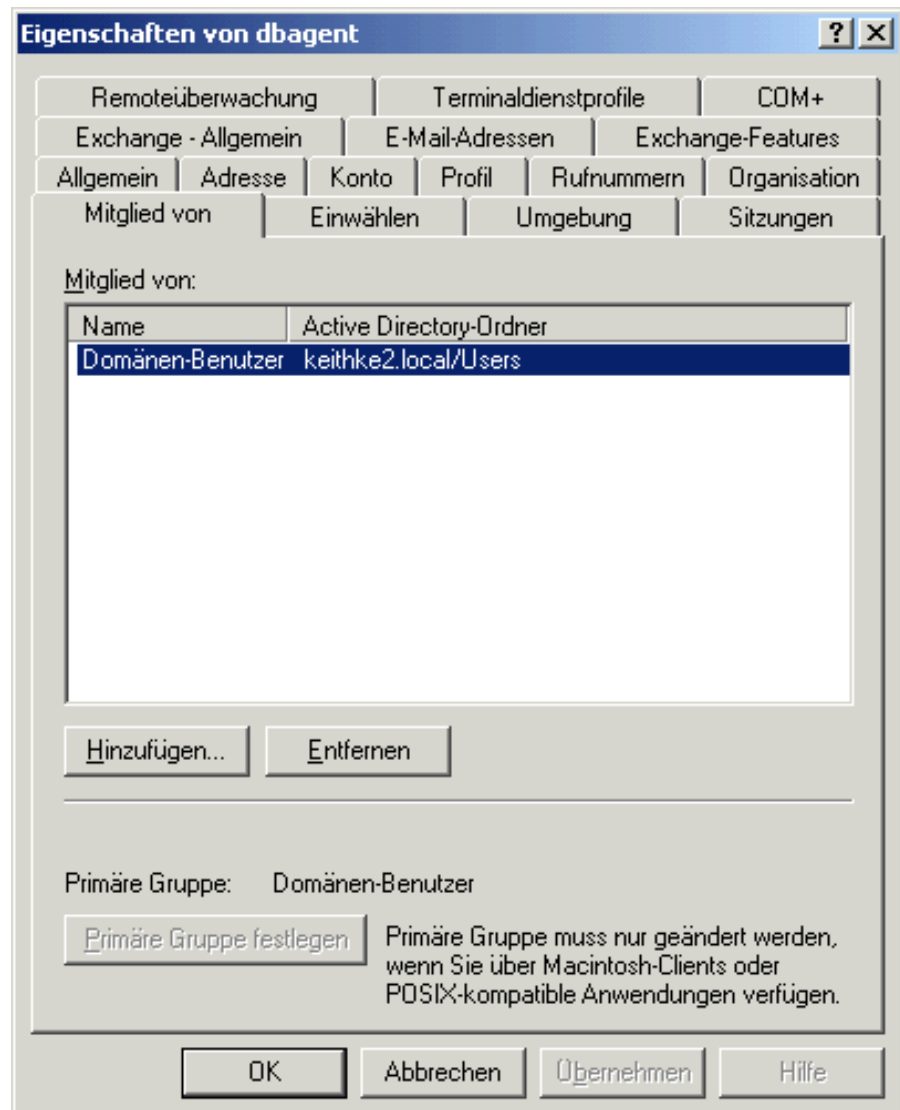 Eigenschaften von dbagent
Remoteüberwachung Terminaldienstprofile COM+
Exchange - Allgemein E-Mail-Adressen Exchange-Features
Allgemein Adresse Konto Profil Rufnummern Organisation
Mitglied von Einwählen Umgebung Sitzungen
Mitglied von:
Name Active Directory-Ordner
Domänen-Benutzer keithke2.local/Users
Hinzufügen... Entfernen
Primäre Gruppe: Domänen-Benutzer
Primäre Gruppe festlegen
Primäre Gruppe muss nur geändert werden,
wenn Sie über Macintosh-Clients oder
POSIX-kompatible Anwendungen verfügen.
OK Abbrechen Übernehmen Hilfe